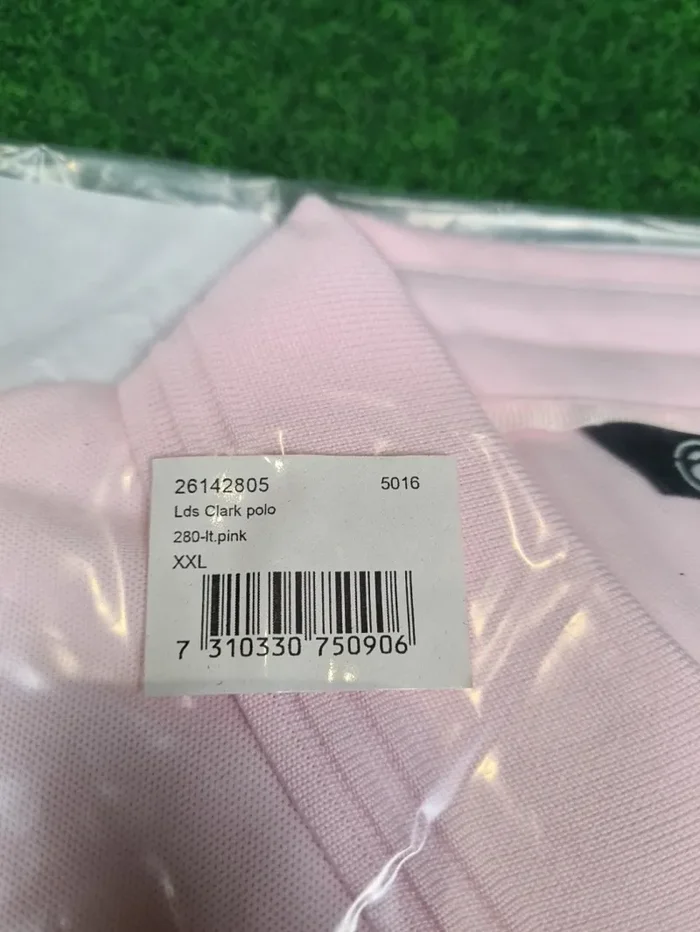 26142805 5016
Lds Clark polo
280-lt.pink
XXL
7 310330 750906